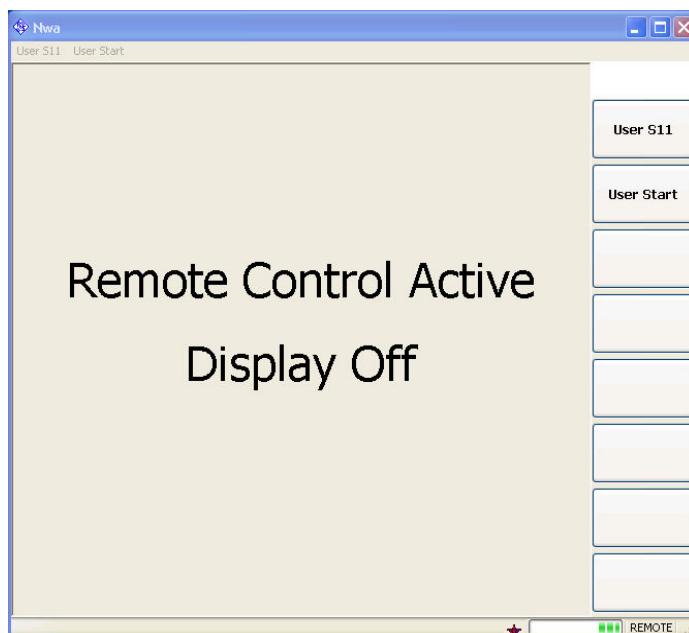 Nwa
User S11 User Start
User S11
User Start
Remote Control Active
Display Off
REMOTE